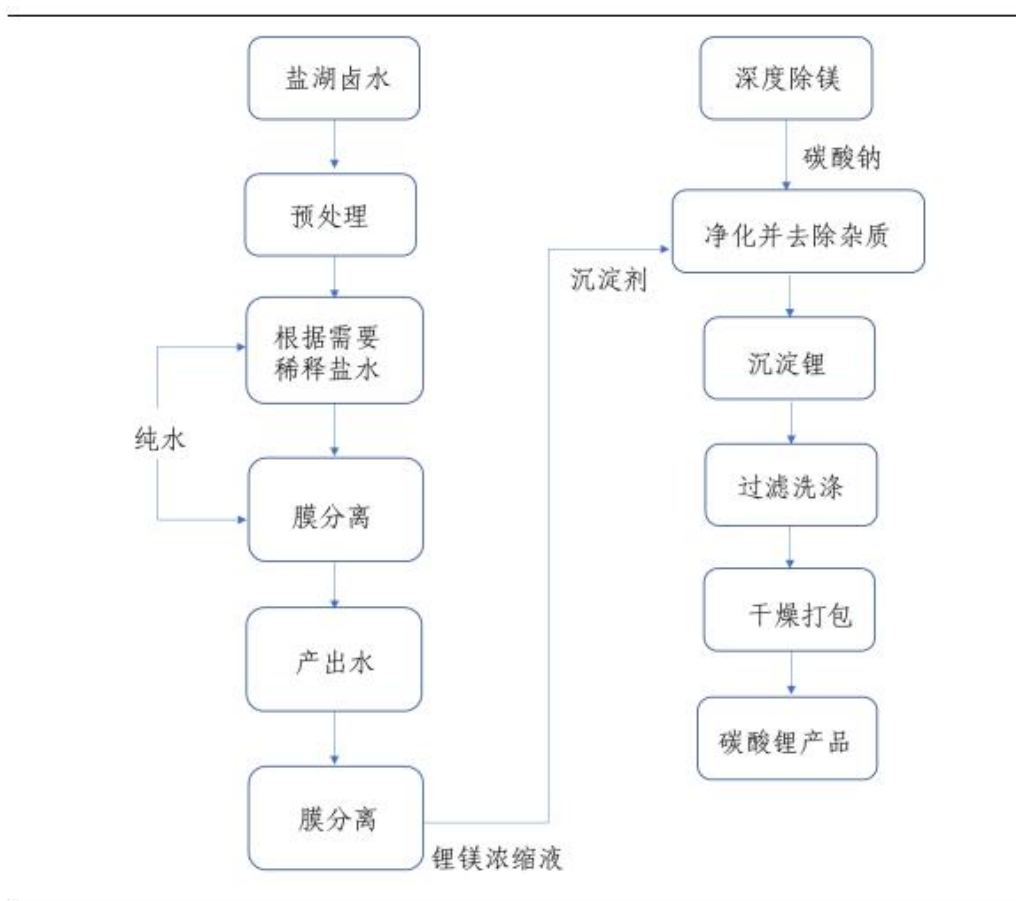 盐湖卤水
预处理
根据需要
稀释盐水
纯水
膜分离
产出水
膜分离
锂镁浓缩液
沉淀剂
深度除镁
碳酸钠
净化并去除杂质
沉淀锂
过滤洗涤
干燥打包
碳酸锂产品